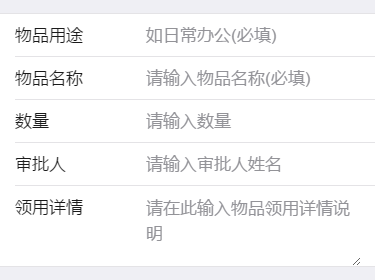 物品用途 如日常办公(必填)
物品名称 请输入物品名称(必填)
数量 请输入数量
审批人 请输入审批人姓名
领用详情 请在此输入物品领用详情说
明